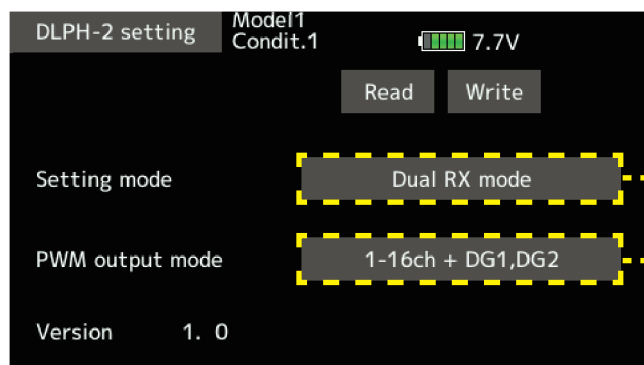 DLPH-2 setting
Model1
Condit.1
7.7V
Read Write
Setting mode Dual RX mode
PWM output mode 1-16ch + DG1,DG2
Version 1. 0